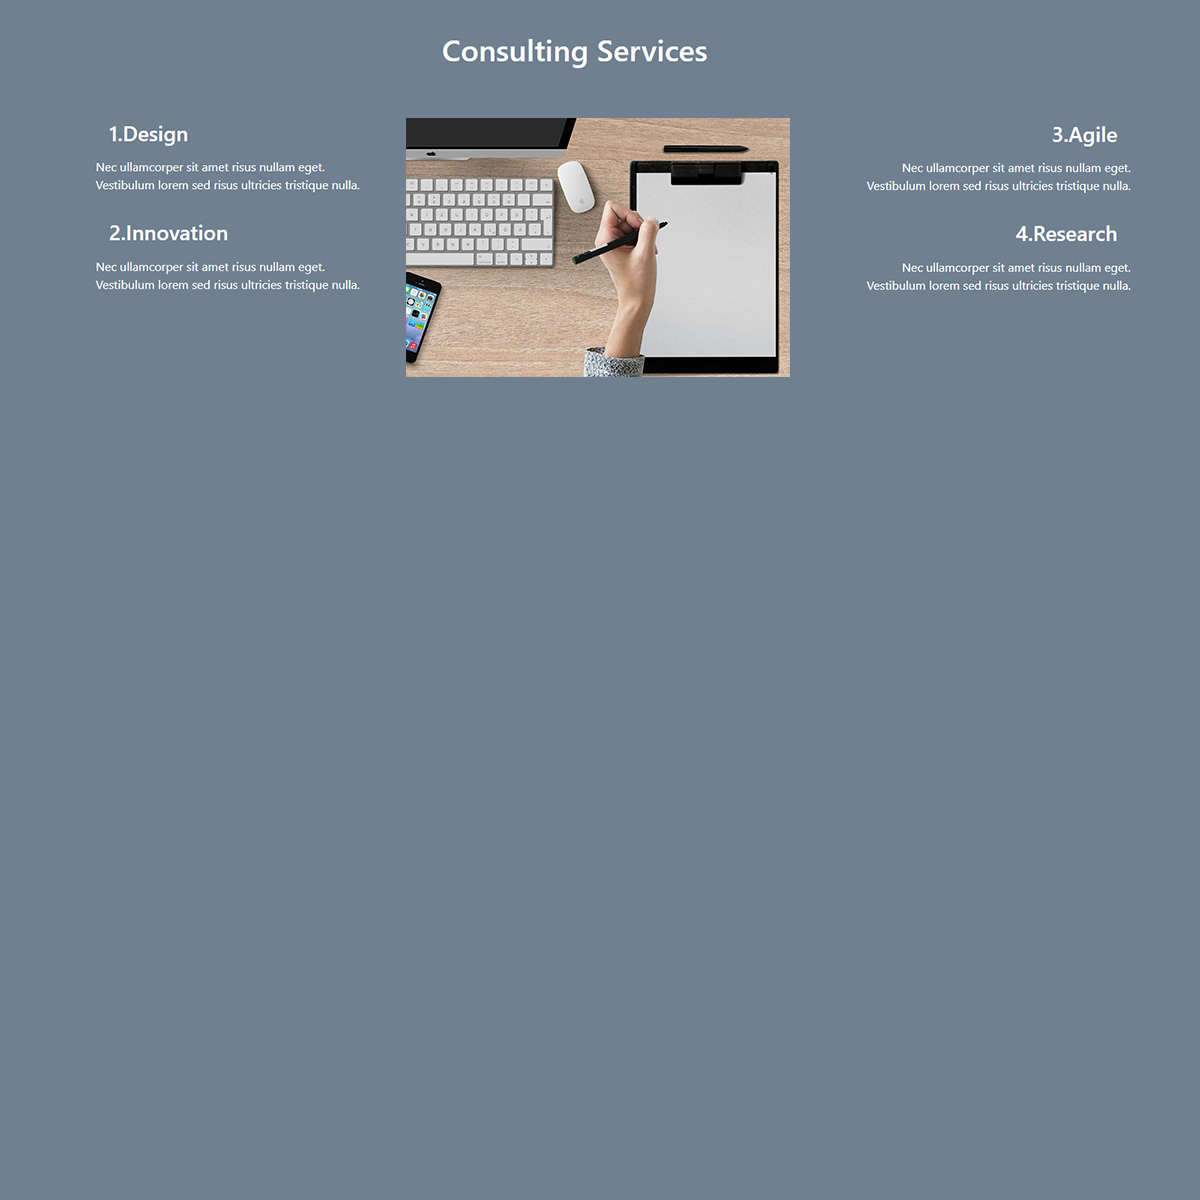 Consulting Services
1.Design
Nec ullamcorper sit amet risus nullam eget.
Vestibulum lorem sed risus ultricies tristique nulla.
2.Innovation
Nec ullamcorper sit amet risus nullam eget.
Vestibulum lorem sed risus ultricies tristique nulla.
3.Agile
Nec ullamcorper sit amet risus nullam eget.
Vestibulum lorem sed risus ultricies tristique nulla.
4.Research
Nec ullamcorper sit amet risus nullam eget.
Vestibulum lorem sed risus ultricies tristique nulla.